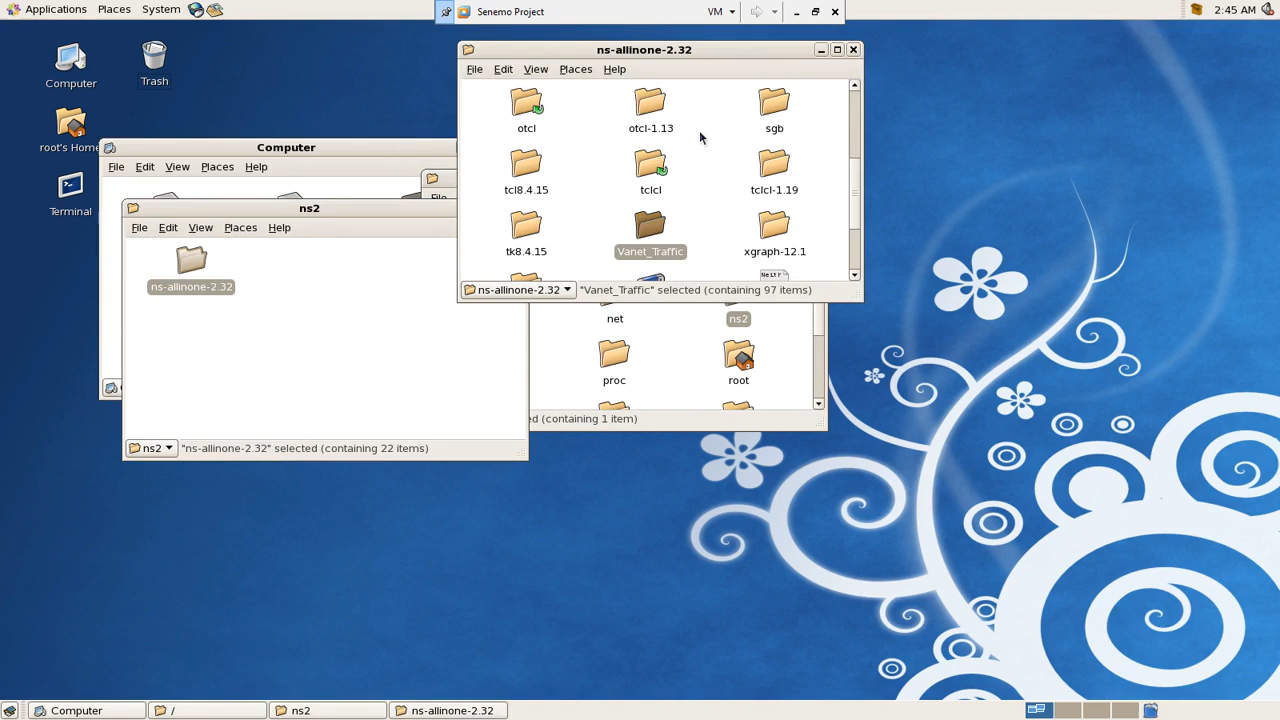 Applications Places System
Senemo Project
VM
2:45 AM
Computer
Trash
root's Home
Terminal
Computer
File Edit View Places Help
ns2
File Edit View Places Help
ns-allinone-2.32
ns2
"ns-allinone-2.32" selected (containing 22 items)
File
ns-allinone-2.32
File Edit View Places Help
otcl
otcl-1.13
sgb
tcl8.4.15
tclcl
tclcl-1.19
tk8.4.15
Vanet_Traffic
xgraph-12.1
ns-allinone-2.32
"Vanet_Traffic" selected (containing 97 items)
net
ns2
proc
root
ed (containing 1 item)
Computer
/
ns2
ns-allinone-2.32